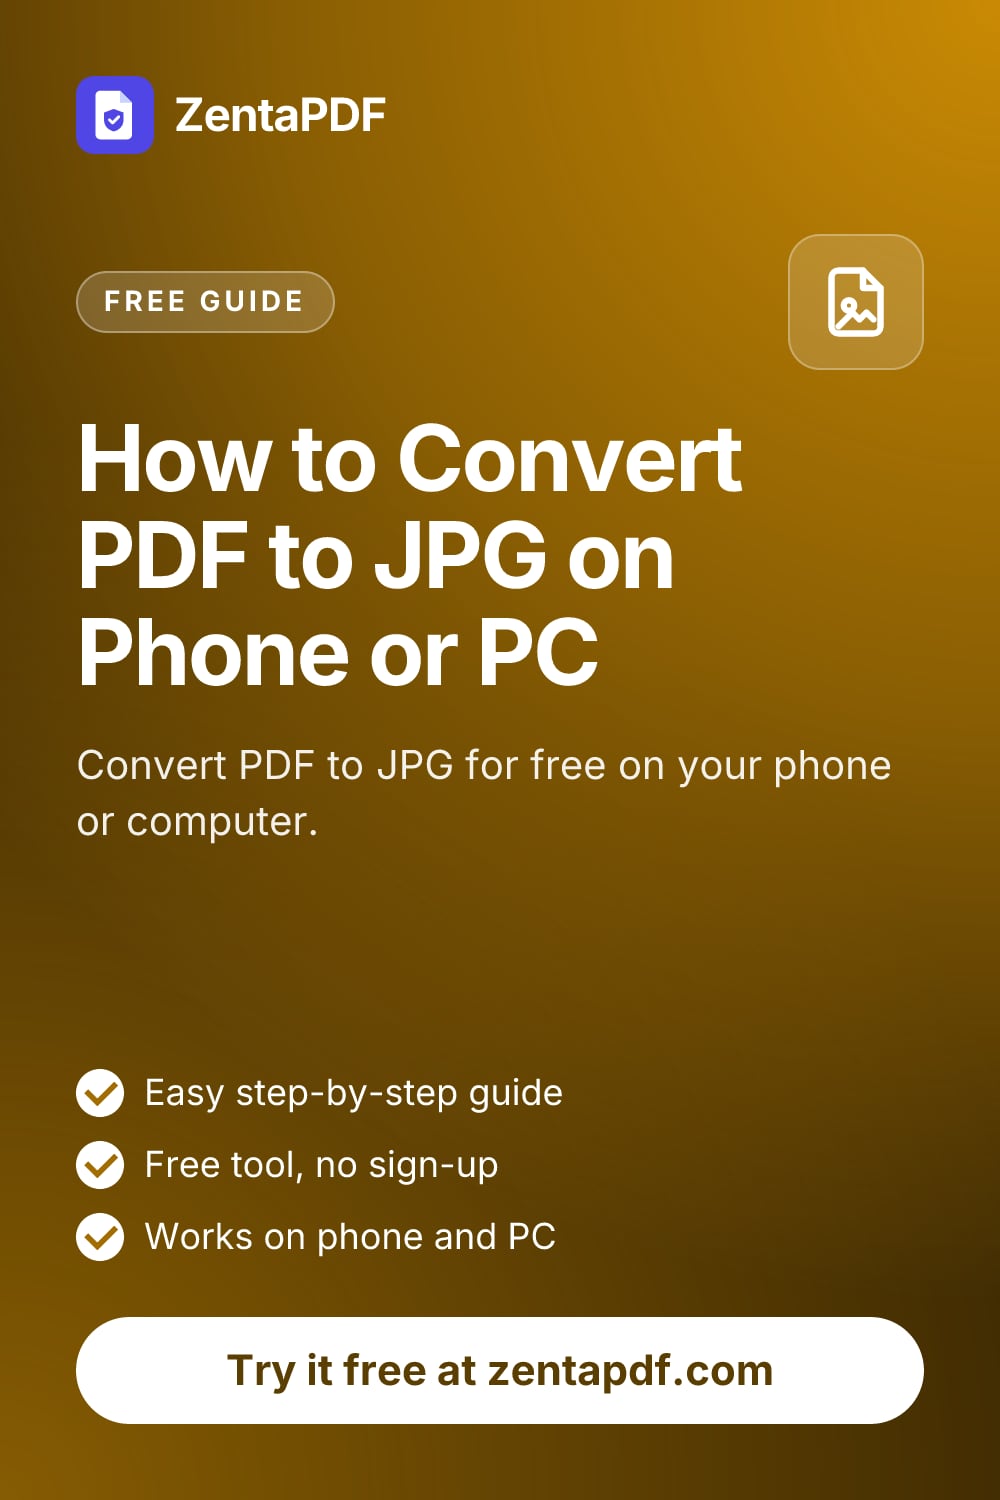 ZentaPDF
FREE GUIDE
How to Convert
PDF to JPG on
Phone or PC
Convert PDF to JPG for free on your phone
or computer.
Easy step-by-step guide
Free tool, no sign-up
Works on phone and PC
Try it free at zentapdf.com